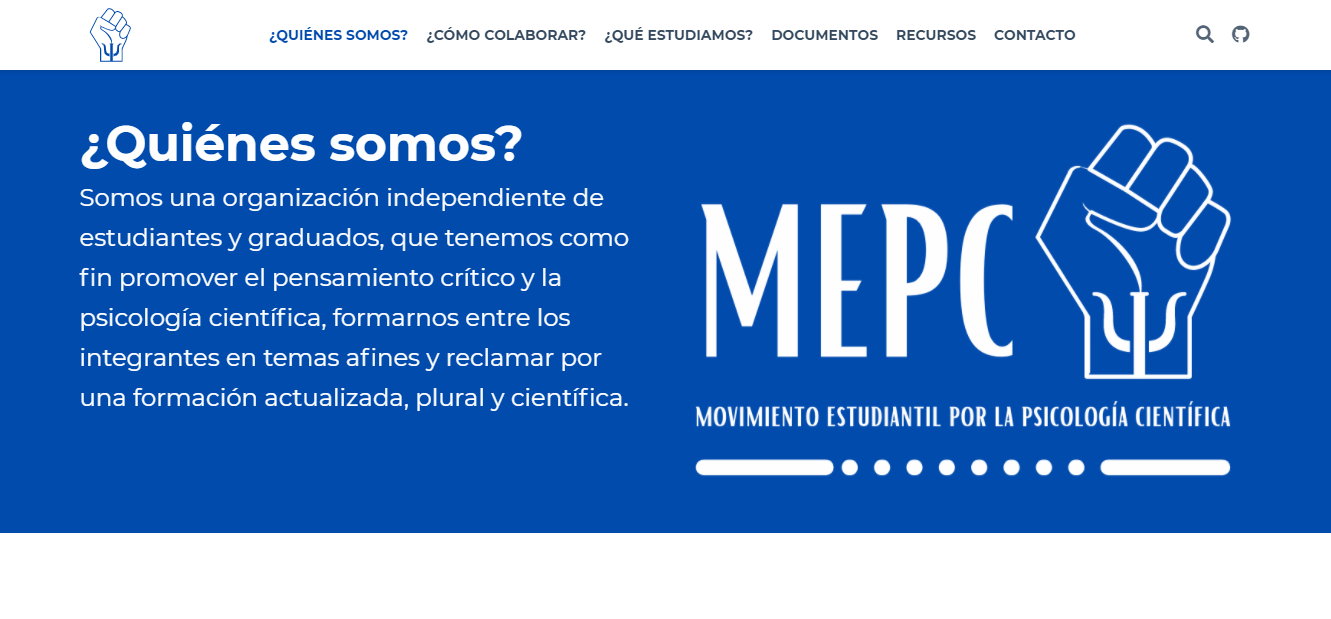 ¿QUIÉNES SOMOS? ¿CÓMO COLABORAR? ¿QUÉ ESTUDIAMOS? DOCUMENTOS RECURSOS CONTACTO
¿Quiénes somos?
Somos una organización independiente de
estudiantes y graduados, que tenemos como
fin promover el pensamiento crítico y la
psicología científica, formarnos entre los
integrantes en temas afines y reclamar por
una formación actualizada, plural y científica.
MEPC
MOVIMIENTO ESTUDIANTIL POR LA PSICOLOGÍA CIENTÍFICA